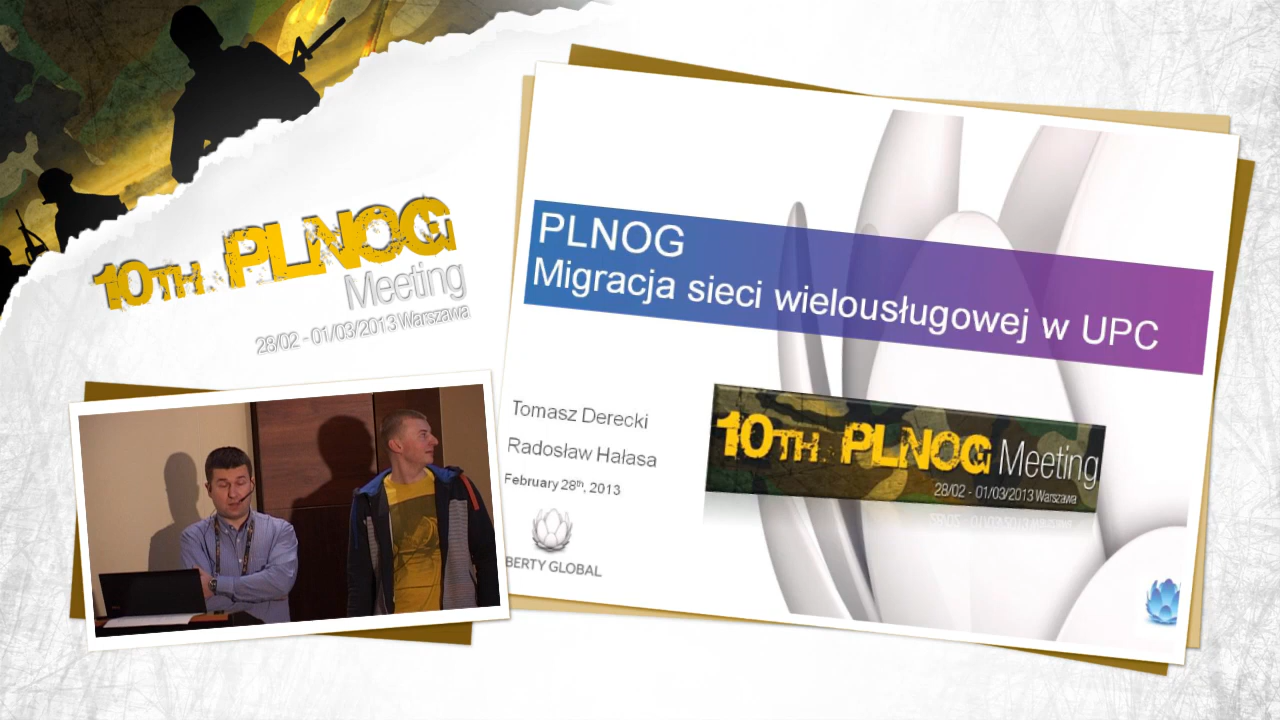 10TH PLNOG
Meeting
28/02 - 01/03/2013 Warszawa
PLNOG
Migracja sieci wielousługowej w UPC
Tomasz Derecki
Radosław Hałasa
February 28th, 2013
BERTY GLOBAL
10TH PLNOG Meeting
28/02 - 01/03/2013 Warszawa